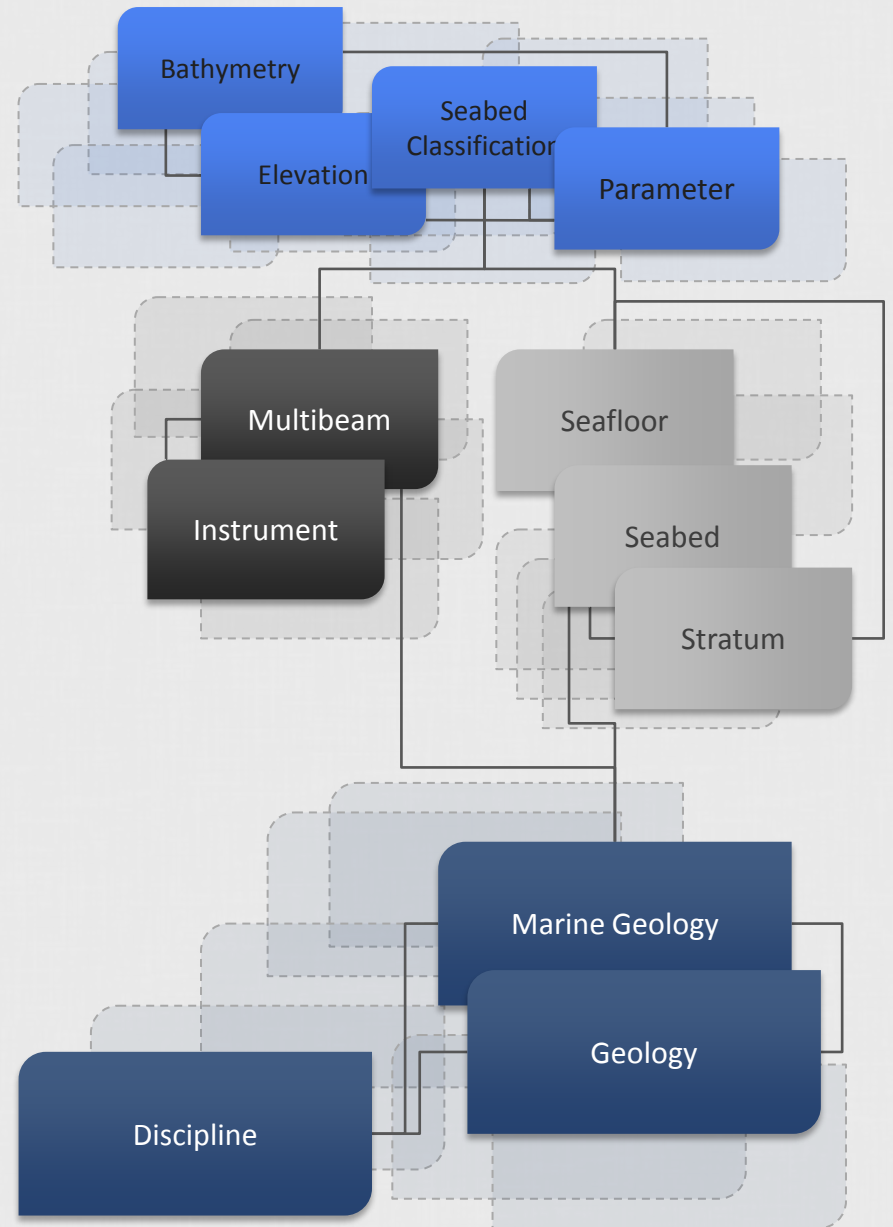 Bathymetry
Seabed
Classification
Elevation
Parameter
Multibeam
Seafloor
Instrument
Seabed
Stratum
Marine Geology
Geology
Discipline